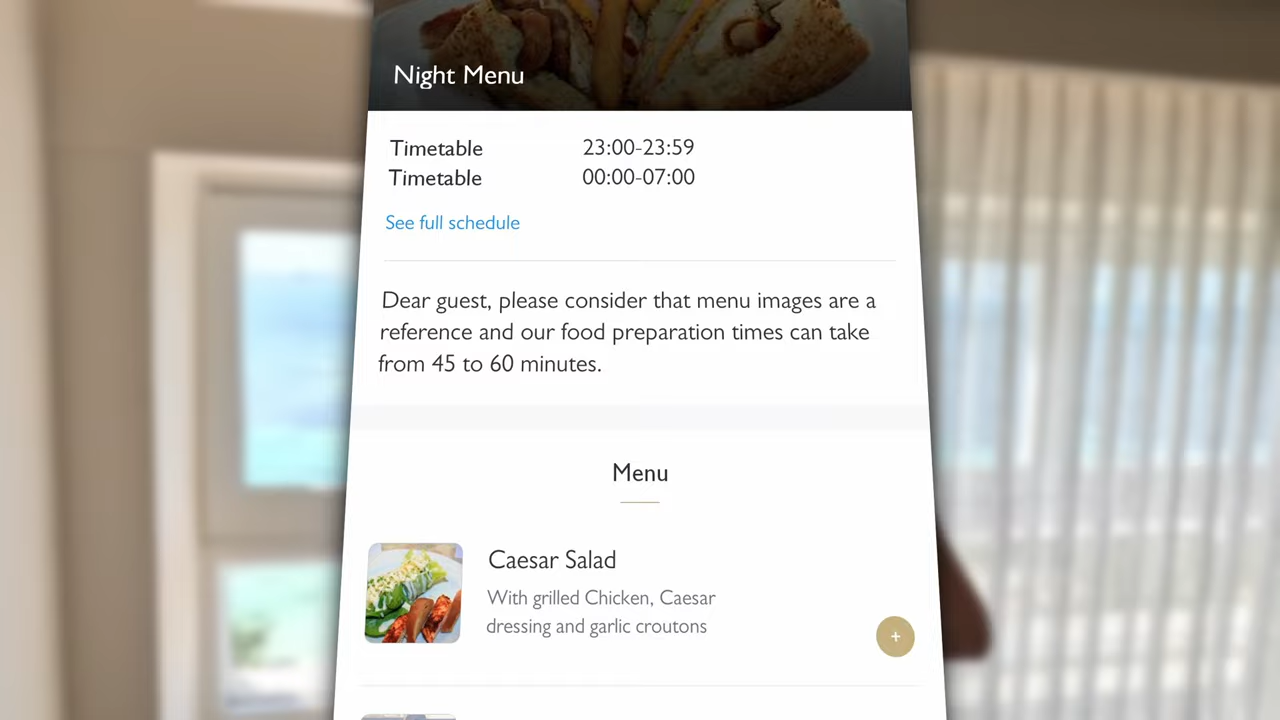 Night Menu
Timetable 23:00-23:59
Timetable 00:00-07:00
See full schedule
Dear guest, please consider that menu images are a
reference and our food preparation times can take
from 45 to 60 minutes.
Menu
Caesar Salad
With grilled Chicken, Caesar
dressing and garlic croutons
+